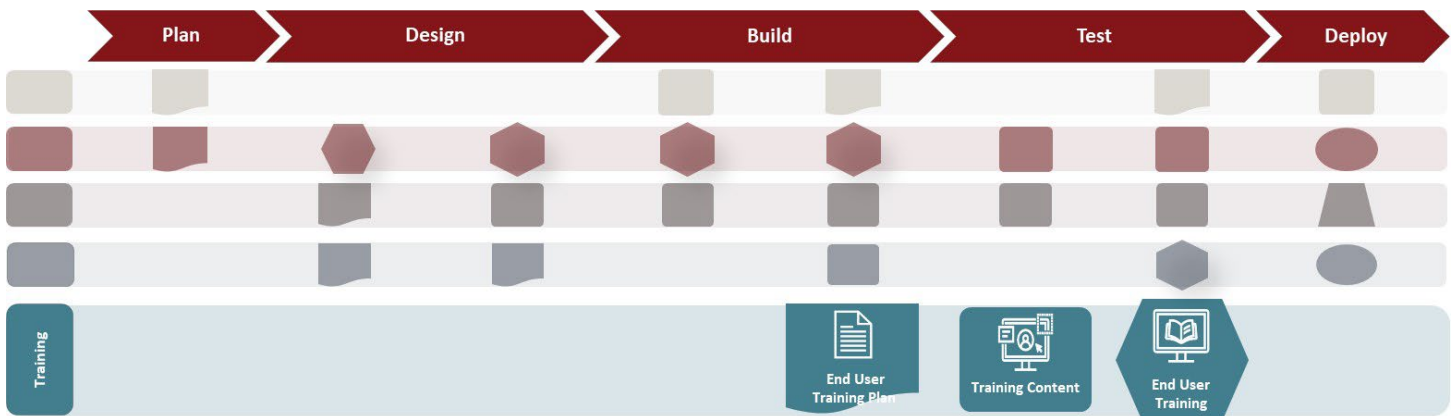 Plan
Design
Build
Test
Deploy
Training
End User
Training Plan
Training Content
End User
Training